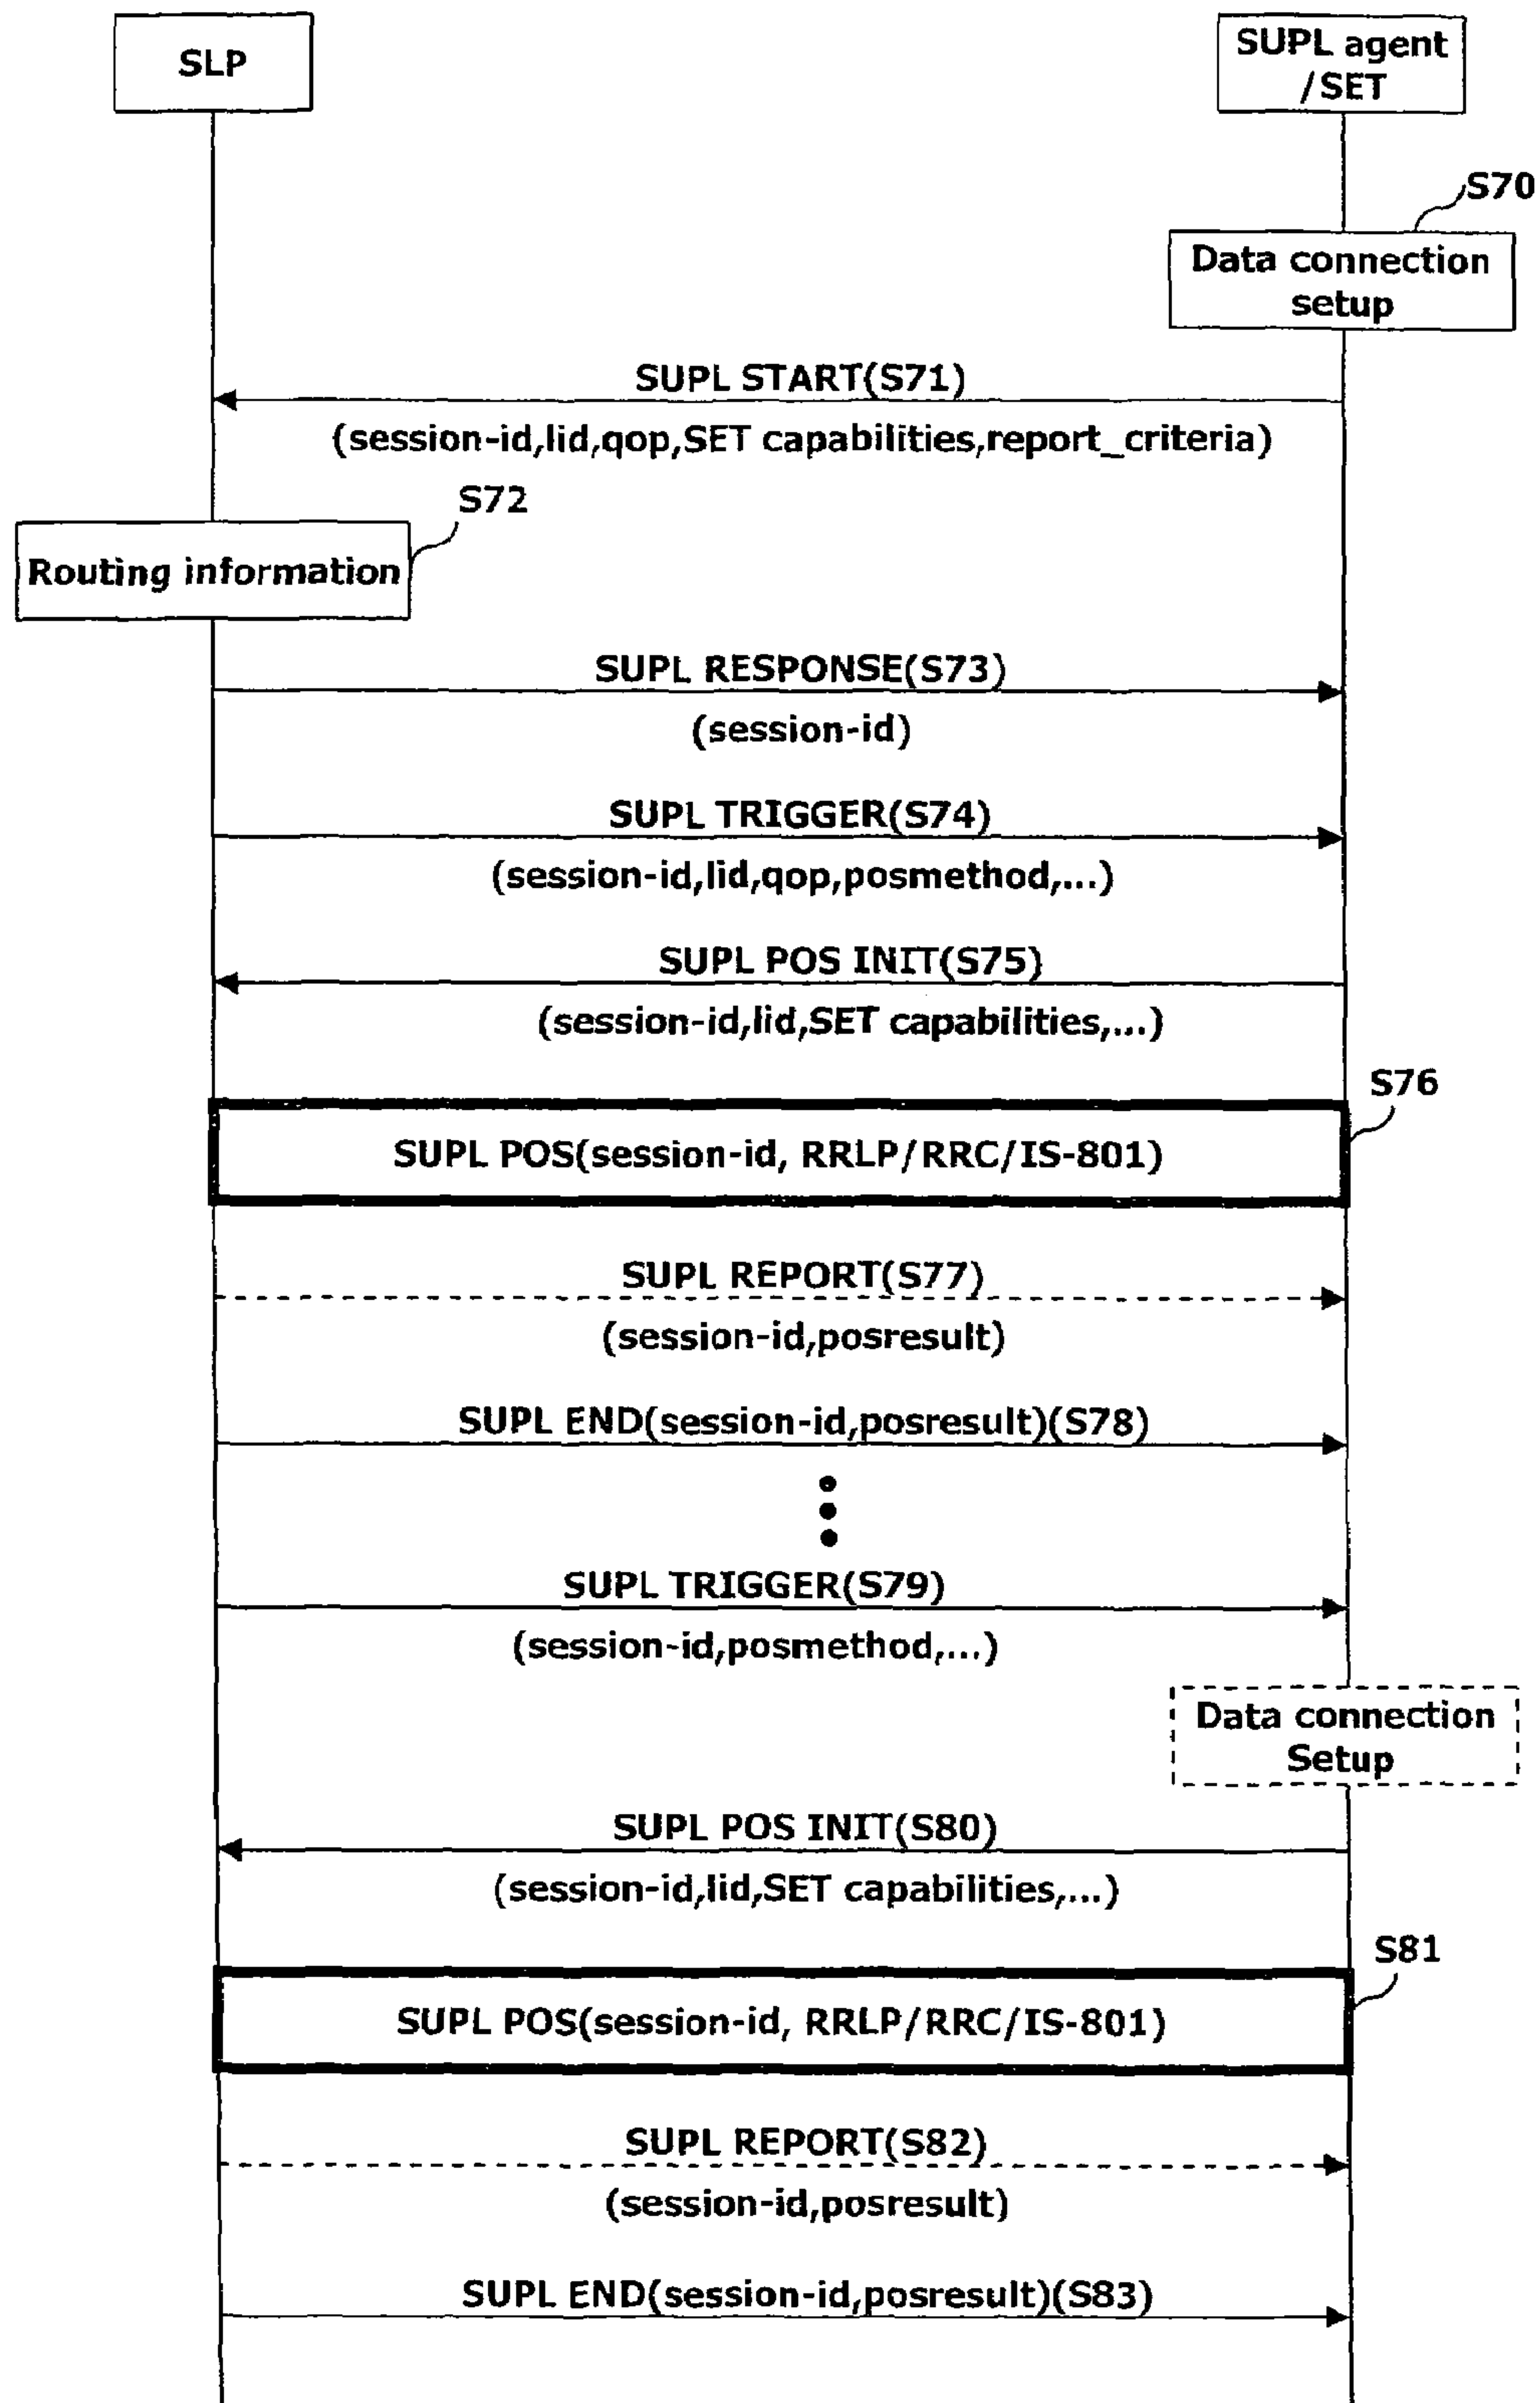 SLP
SUPL agent
/SET
S70
Data connection
setup
SUPL START(S71)
(session-id,lid,qop,SET capabilities,report_criteria)
S72
Routing information
SUPL RESPONSE(S73)
(session-id)
SUPL TRIGGER(S74)
(session-id,lid,qop,posmethod,...)
SUPL POS INIT(S75)
(session-id,lid,SET capabilities,...)
S76
SUPL POS(session-id, RRLP/RRC/IS-801)
SUPL REPORT(S77)
(session-id,posresult)
SUPL END(session-id,posresult)(S78)
SUPL TRIGGER(S79)
(session-id,posmethod,...)
Data connection
Setup
SUPL POS INIT(S80)
(session-id,lid,SET capabilities,...)
S81
SUPL POS(session-id, RRLP/RRC/IS-801)
SUPL REPORT(S82)
(session-id,posresult)
SUPL END(session-id,posresult)(S83)